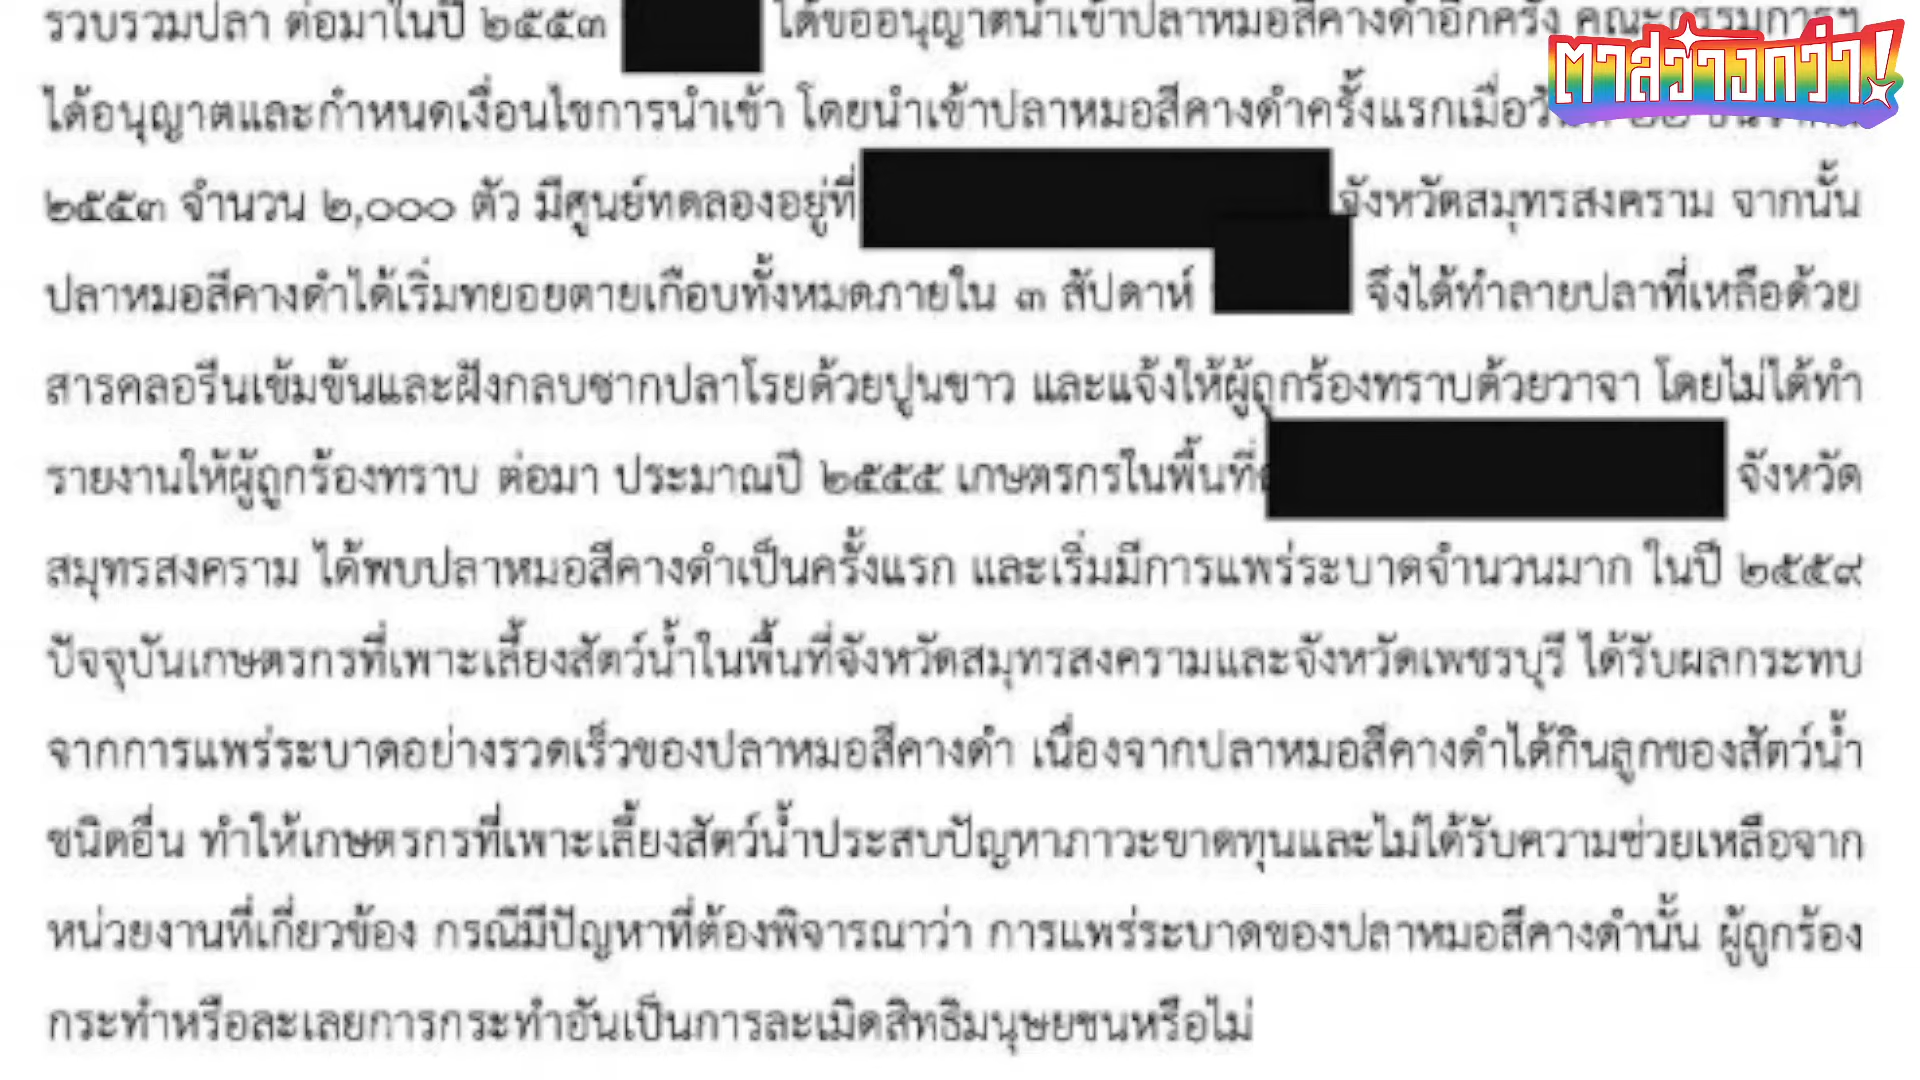 รวบรวมปลา ต่อมาในปี ๒๕๕๓ ได้ขออนุญาตนำเข้าปลาหมอสีคางดำอีกครั้ง คณะกรรมการฯ
ตาสว่างกว่า!
ได้อนุญาตและกำหนดเงื่อนไขการนำเข้า โดยนำเข้าปลาหมอสีคางดำครั้งแรกเมื่อวันที่ ๒๒ ธันวาคม
๒๕๕๓ จำนวน ๒,๐๐๐ ตัว มีศูนย์ทดลองอยู่ที่ จังหวัดสมุทรสงคราม จากนั้น
ปลาหมอสีคางดำได้เริ่มทยอยตายเกือบทั้งหมดภายใน ๓ สัปดาห์ จึงได้ทำลายปลาที่เหลือด้วย
สารคลอรีนเข้มข้นและฝังกลบซากปลาโรยด้วยปูนขาว และแจ้งให้ผู้ถูกร้องทราบด้วยวาจา โดยไม่ได้ทำ
รายงานให้ผู้ถูกร้องทราบ ต่อมา ประมาณปี ๒๕๕๕ เกษตรกรในพื้นที่ จังหวัด
สมุทรสงคราม ได้พบปลาหมอสีคางดำเป็นครั้งแรก และเริ่มมีการแพร่ระบาดจำนวนมาก ในปี ๒๕๕๙
ปัจจุบันเกษตรกรที่เพาะเลี้ยงสัตว์น้ำในพื้นที่จังหวัดสมุทรสงครามและจังหวัดเพชรบุรี ได้รับผลกระทบ
จากการแพร่ระบาดอย่างรวดเร็วของปลาหมอสีคางดำ เนื่องจากปลาหมอสีคางดำได้กินลูกของสัตว์น้ำ
ชนิดอื่น ทำให้เกษตรกรที่เพาะเลี้ยงสัตว์น้ำประสบปัญหาภาวะขาดทุนและไม่ได้รับความช่วยเหลือจาก
หน่วยงานที่เกี่ยวข้อง กรณีมีปัญหาที่ต้องพิจารณาว่า การแพร่ระบาดของปลาหมอสีคางดำนั้น ผู้ถูกร้อง
กระทำหรือละเลยการกระทำอันเป็นการละเมิดสิทธิมนุษยชนหรือไม่